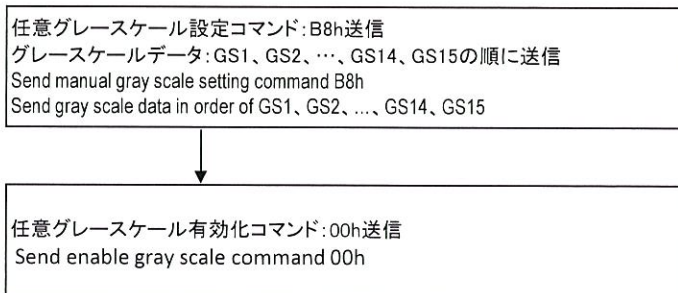 任意グレースケール設定コマンド:B8h送信
グレースケールデータ:GS1、GS2、…、GS14、GS15の順に送信
Send manual gray scale setting command B8h
Send gray scale data in order of GS1、GS2、…、GS14、GS15
任意グレースケール有効化コマンド:00h送信
Send enable gray scale command 00h